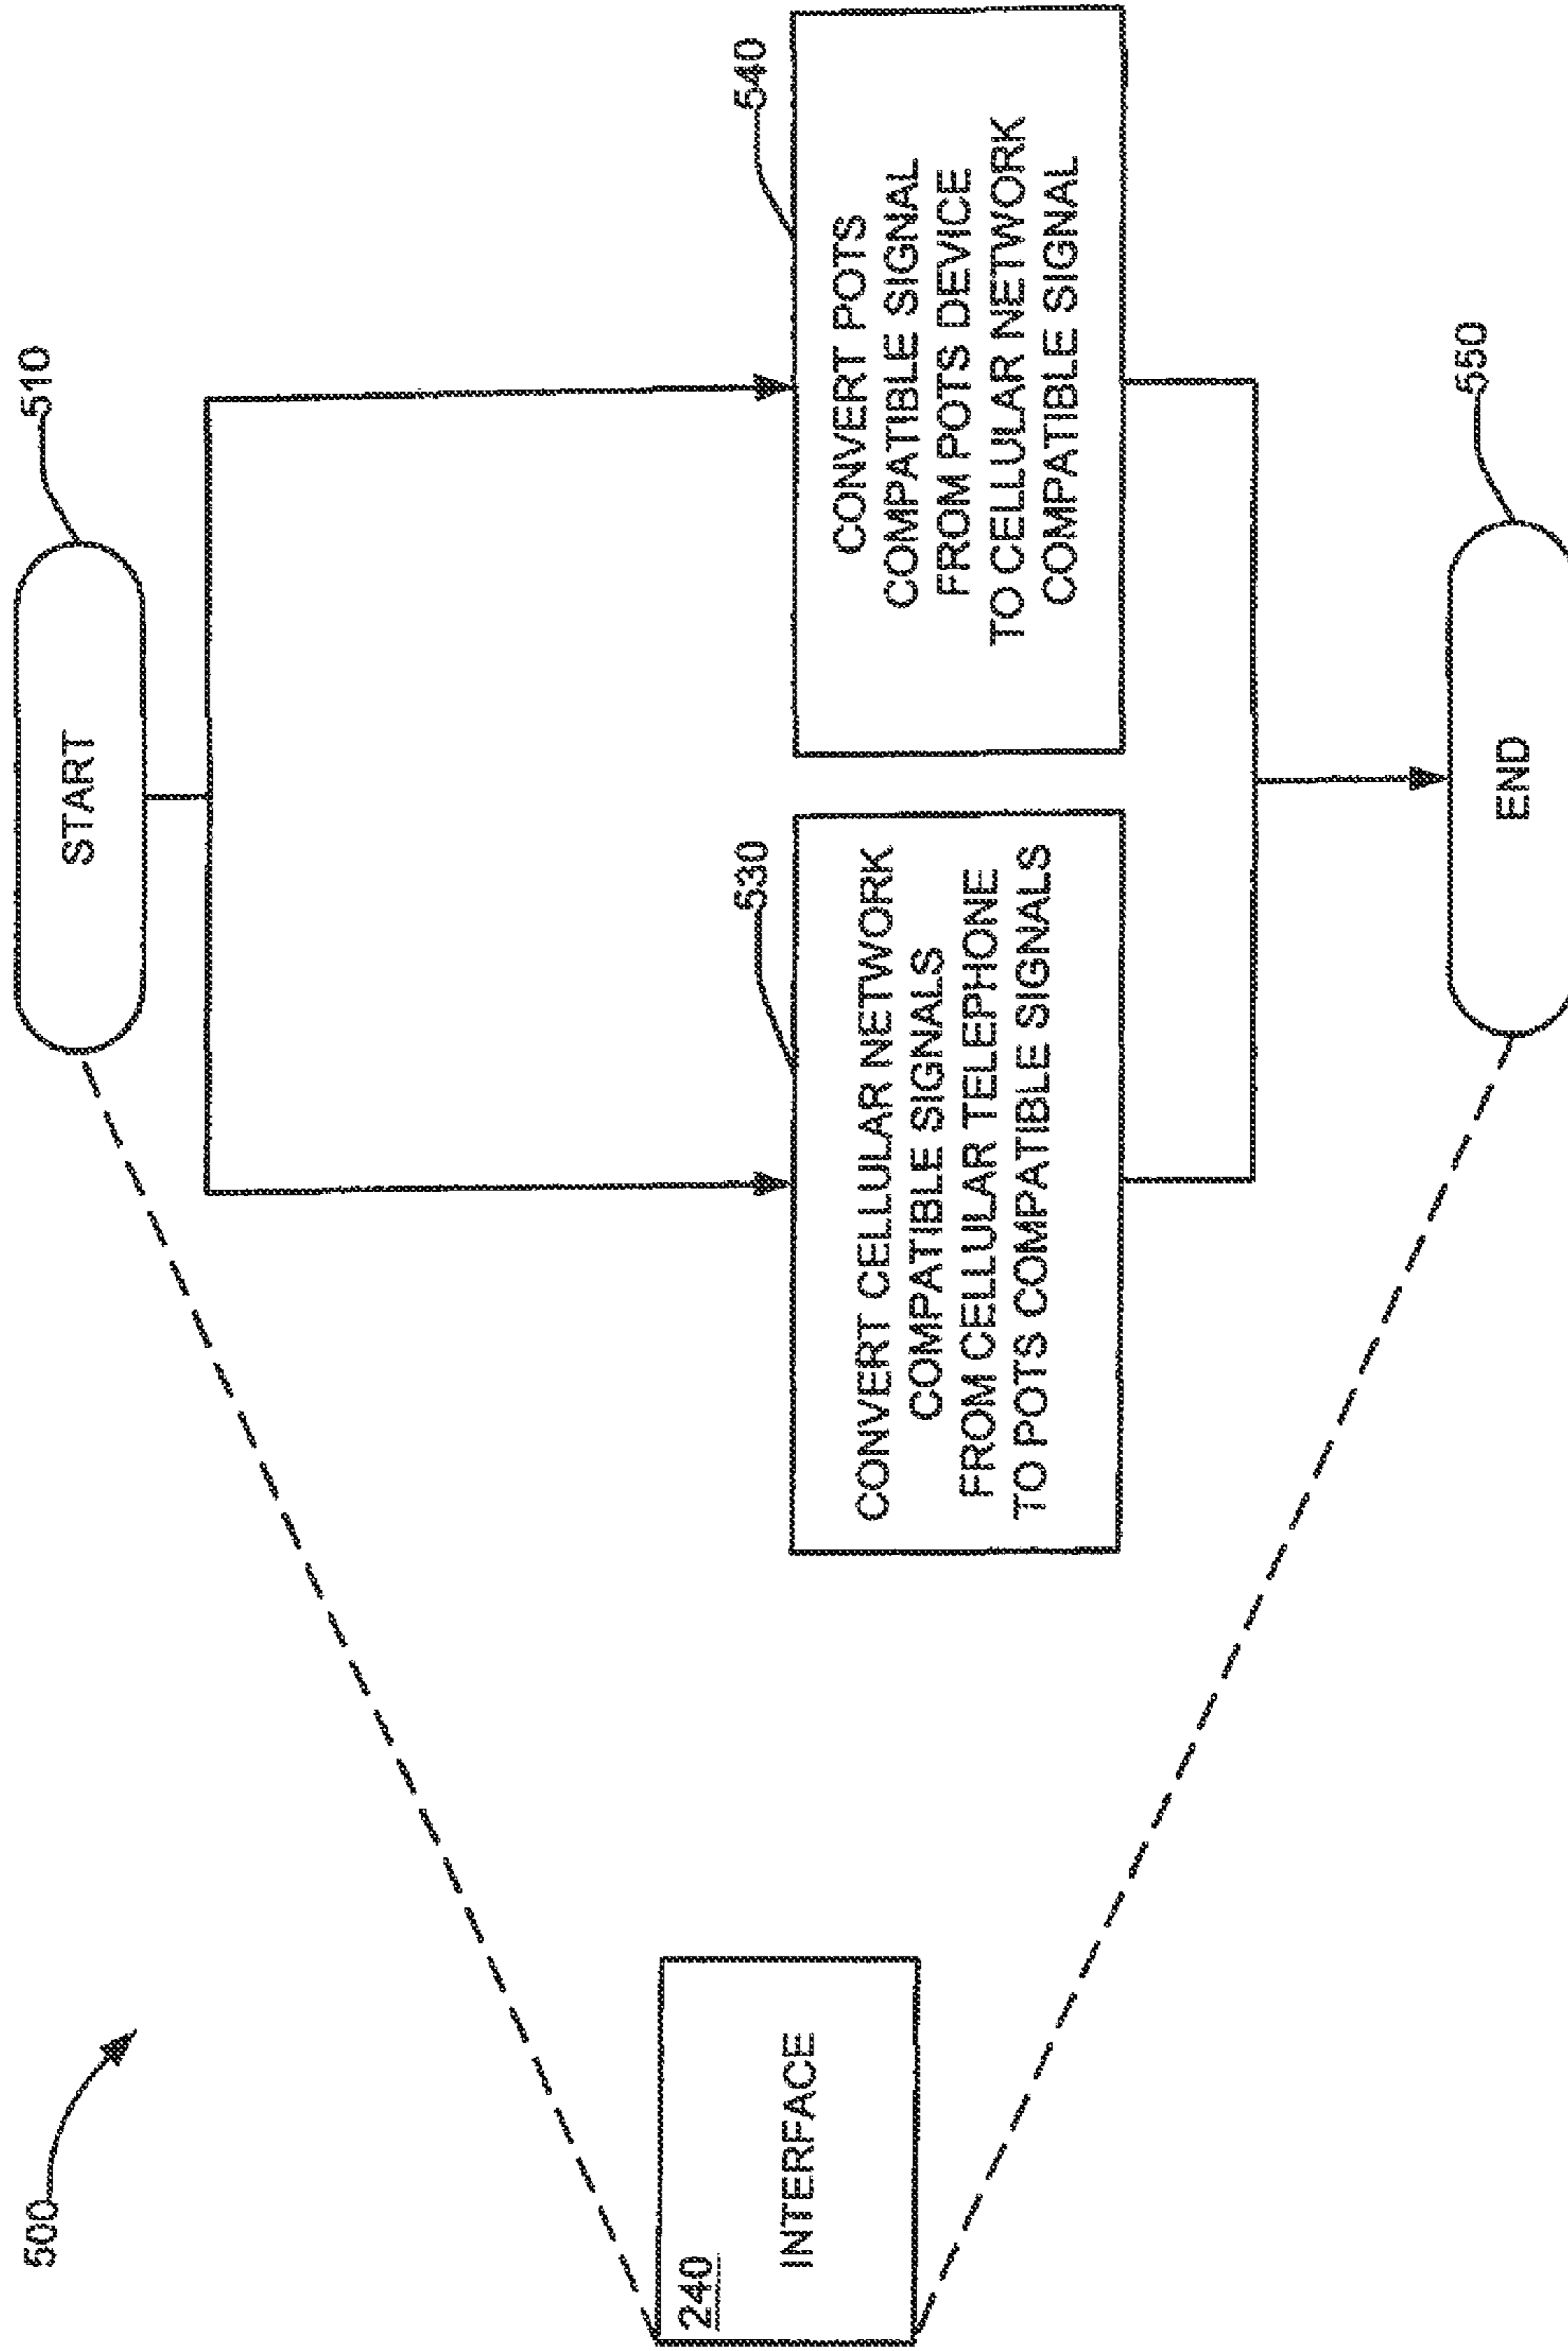 500
510
START
240
INTERFACE
530
CONVERT CELLULAR NETWORK
COMPATIBLE SIGNALS
FROM CELLULAR TELEPHONE
TO POTS COMPATIBLE SIGNALS
540
CONVERT POTS
COMPATIBLE SIGNAL
FROM POTS DEVICE
TO CELLULAR NETWORK
COMPATIBLE SIGNAL
550
END